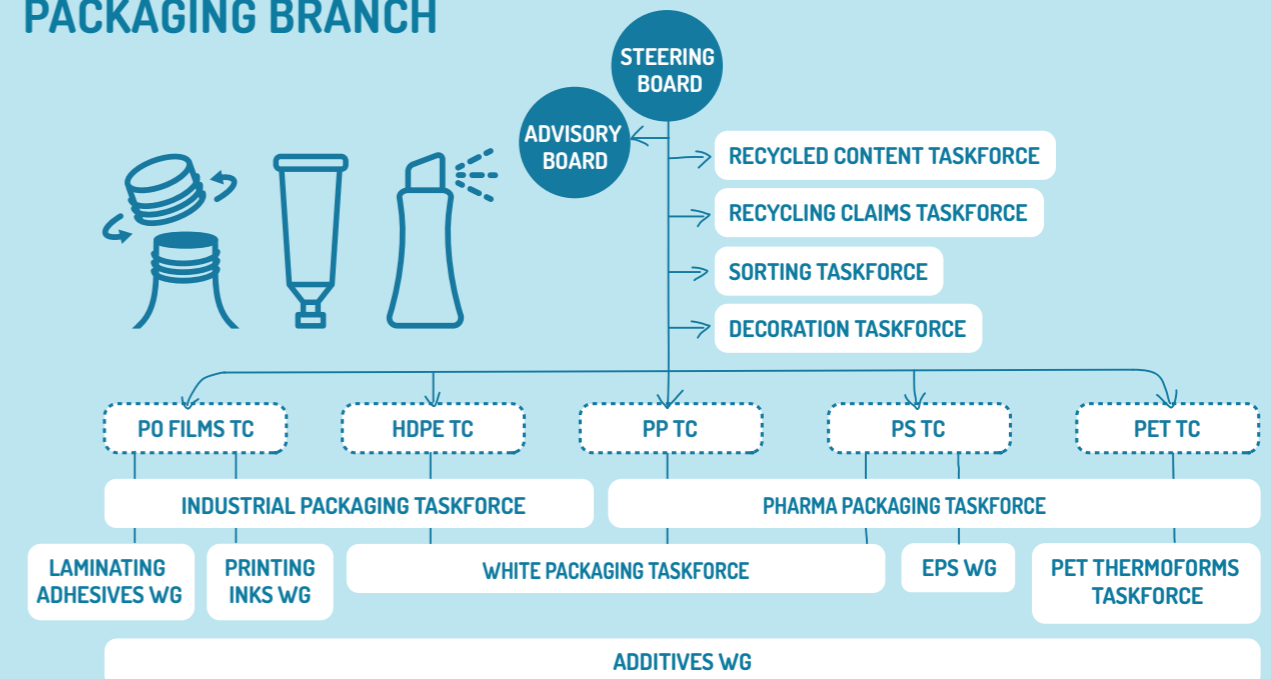 PACKAGING BRANCH
STEERING
BOARD
ADVISORY
BOARD
RECYCLED CONTENT TASKFORCE
RECYCLING CLAIMS TASKFORCE
SORTING TASKFORCE
DECORATION TASKFORCE
PO FILMS TC
HDPE TC
PP TC
PS TC
PET TC
INDUSTRIAL PACKAGING TASKFORCE
PHARMA PACKAGING TASKFORCE
LAMINATING
ADHESIVES WG
PRINTING
INKS WG
WHITE PACKAGING TASKFORCE
EPS WG
PET THERMOFORMS
TASKFORCE
ADDITIVES WG